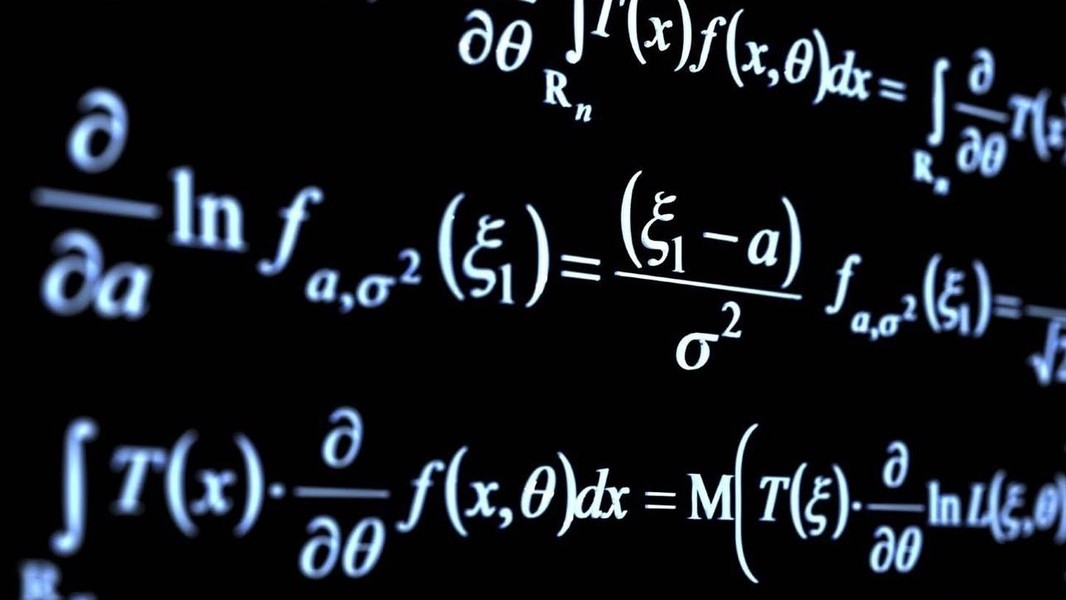 ∂θ ∫ T(x) f(x,θ)dx = ∫ ∂/∂θ T(x)
R_n R_n
∂/∂a ln f_{a,σ²}(ξ₁) = (ξ₁ − a)/σ² f_{a,σ²}(ξ₁) =
∫ T(x) · ∂/∂θ f(x,θ)dx = M( T(ξ) · ∂/∂θ ln L(ξ,θ)